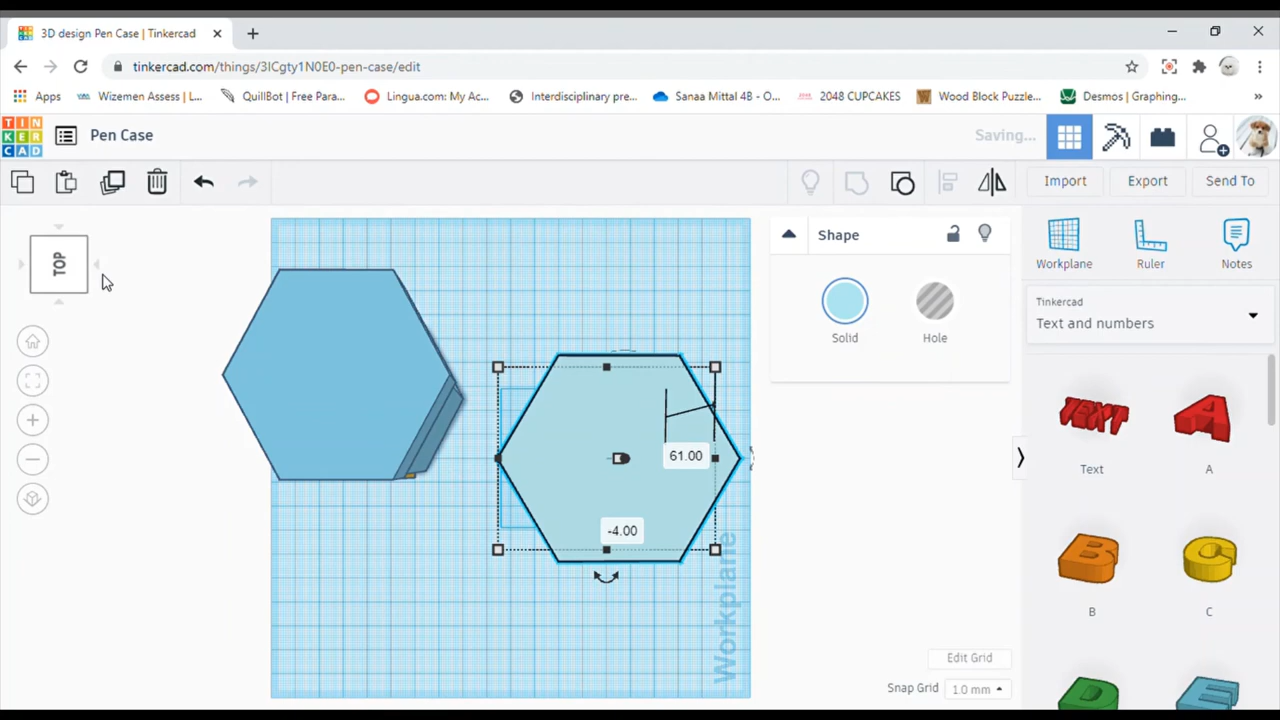 3D design Pen Case | Tinkercad
tinkercad.com/things/3ICgty1N0E0-pen-case/edit
Apps
Wizemen Assess | L...
QuillBot | Free Para...
Lingua.com: My Ac...
Interdisciplinary pre...
Sanaa Mittal 4B - O...
2048 CUPCAKES
Wood Block Puzzle...
Desmos | Graphing...
»
TIN
KER
CAD
Pen Case
Saving...
Import
Export
Send To
TOP
Shape
Solid
Hole
Workplane
Ruler
Notes
Tinkercad
Text and numbers
TEXT
Text
A
A
B
B
C
C
D
E
61.00
-4.00
Workplane
Edit Grid
Snap Grid
1.0 mm